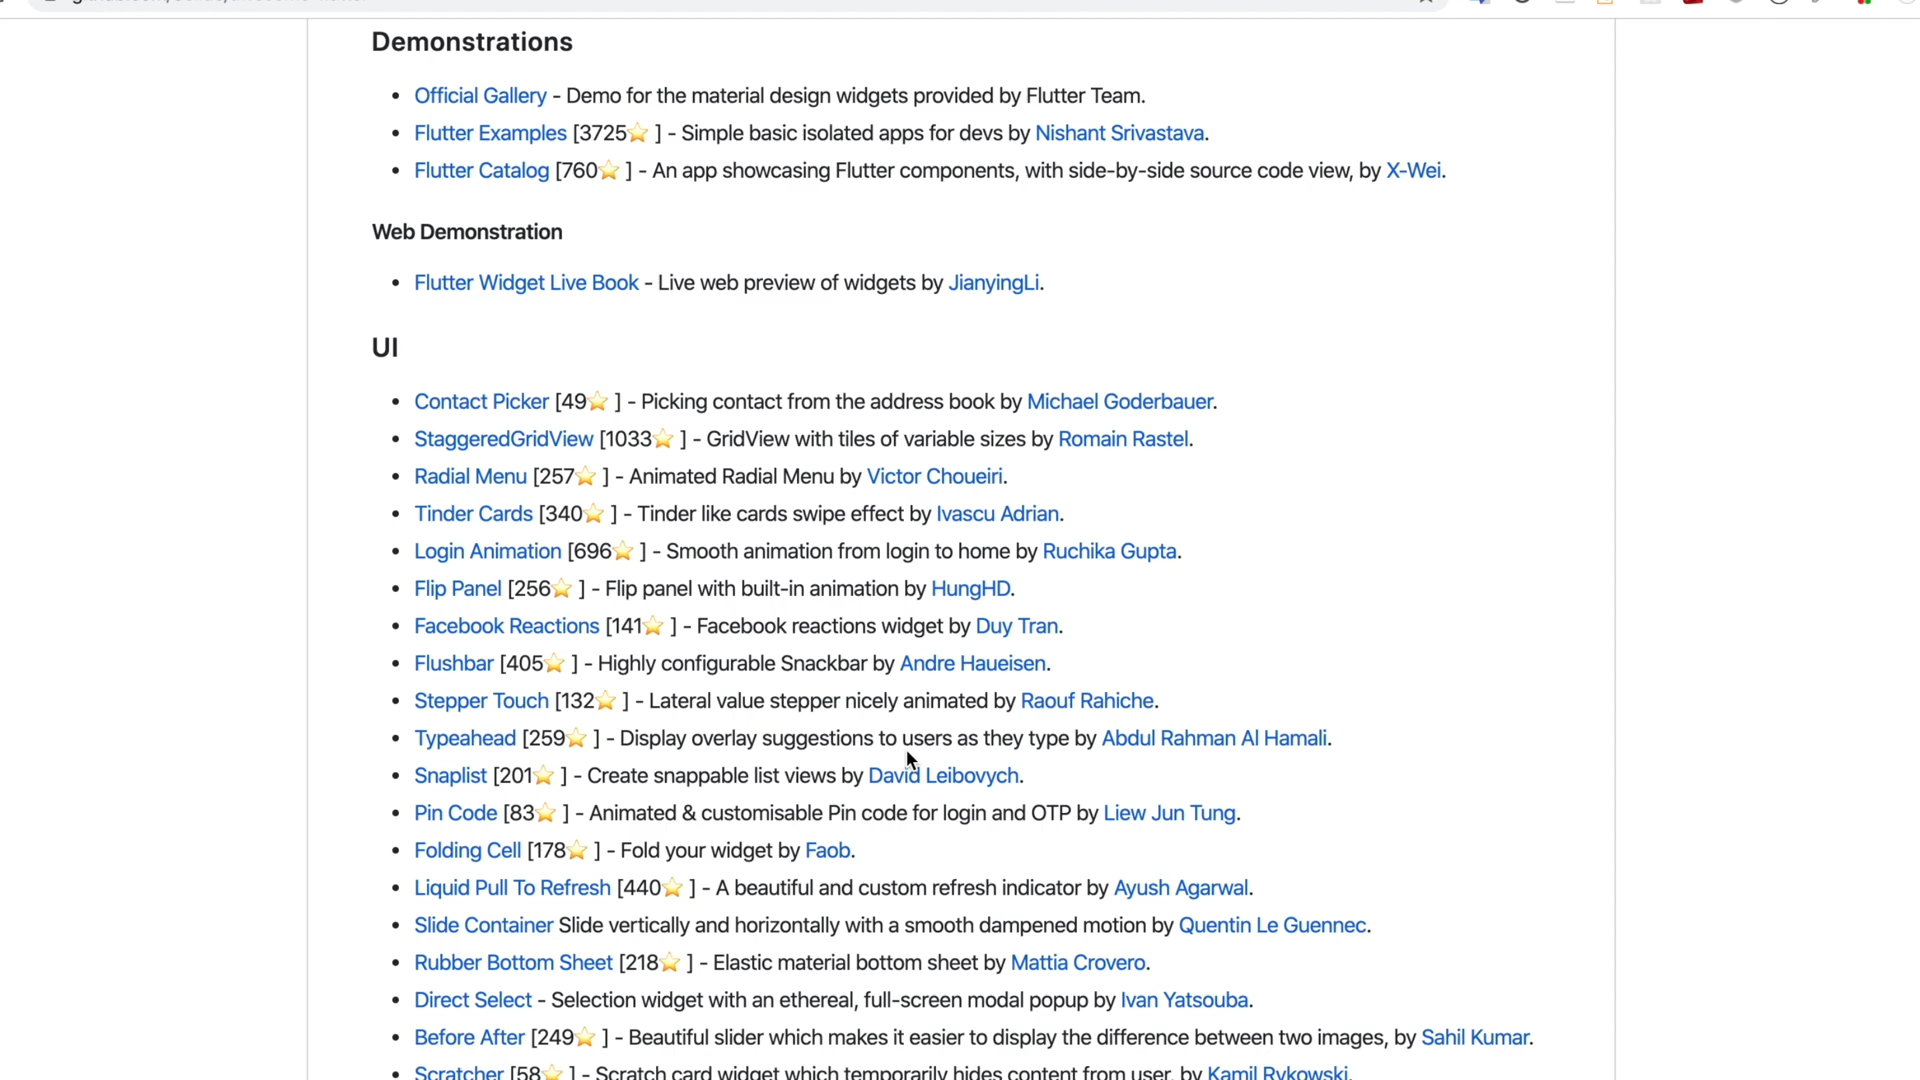 Demonstrations
Official Gallery - Demo for the material design widgets provided by Flutter Team.
Flutter Examples [3725⭐ ] - Simple basic isolated apps for devs by Nishant Srivastava.
Flutter Catalog [760⭐ ] - An app showcasing Flutter components, with side-by-side source code view, by X-Wei.
Web Demonstration
Flutter Widget Live Book - Live web preview of widgets by JianyingLi.
UI
Contact Picker [49⭐ ] - Picking contact from the address book by Michael Goderbauer.
StaggeredGridView [1033⭐ ] - GridView with tiles of variable sizes by Romain Rastel.
Radial Menu [257⭐ ] - Animated Radial Menu by Victor Choueiri.
Tinder Cards [340⭐ ] - Tinder like cards swipe effect by Ivascu Adrian.
Login Animation [696⭐ ] - Smooth animation from login to home by Ruchika Gupta.
Flip Panel [256⭐ ] - Flip panel with built-in animation by HungHD.
Facebook Reactions [141⭐ ] - Facebook reactions widget by Duy Tran.
Flushbar [405⭐ ] - Highly configurable Snackbar by Andre Haueisen.
Stepper Touch [132⭐ ] - Lateral value stepper nicely animated by Raouf Rahiche.
Typeahead [259⭐ ] - Display overlay suggestions to users as they type by Abdul Rahman Al Hamali.
Snaplist [201⭐ ] - Create snappable list views by David Leibovych.
Pin Code [83⭐ ] - Animated & customisable Pin code for login and OTP by Liew Jun Tung.
Folding Cell [178⭐ ] - Fold your widget by Faob.
Liquid Pull To Refresh [440⭐ ] - A beautiful and custom refresh indicator by Ayush Agarwal.
Slide Container Slide vertically and horizontally with a smooth dampened motion by Quentin Le Guennec.
Rubber Bottom Sheet [218⭐ ] - Elastic material bottom sheet by Mattia Crovero.
Direct Select - Selection widget with an ethereal, full-screen modal popup by Ivan Yatsouba.
Before After [249⭐ ] - Beautiful slider which makes it easier to display the difference between two images, by Sahil Kumar.
Scratcher [58⭐ ] - Scratch card widget which temporarily hides content from user, by Kamil Rykowski.